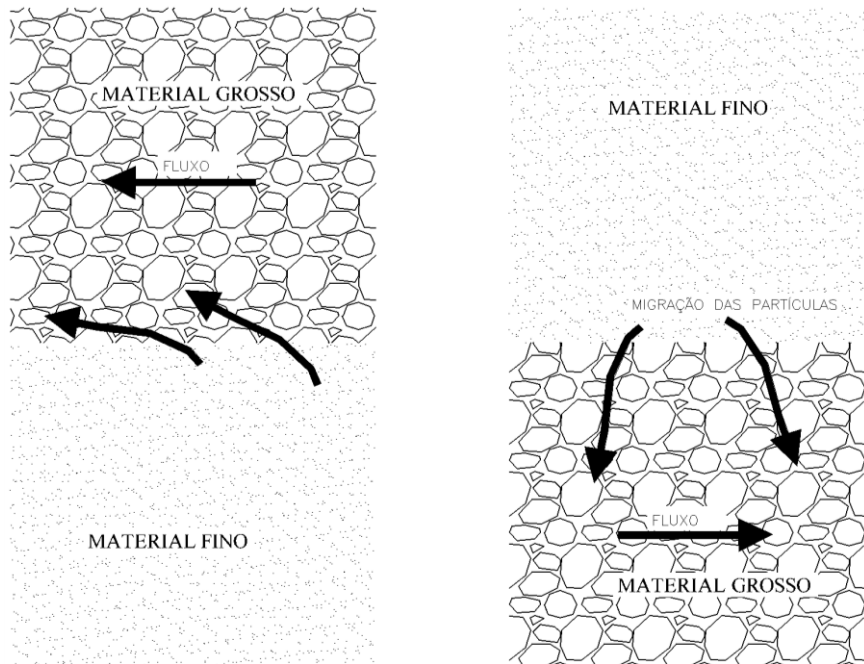 MATERIAL GROSSO
FLUXO
MATERIAL FINO
MATERIAL FINO
MIGRAÇÃO DAS PARTÍCULAS
FLUXO
MATERIAL GROSSO